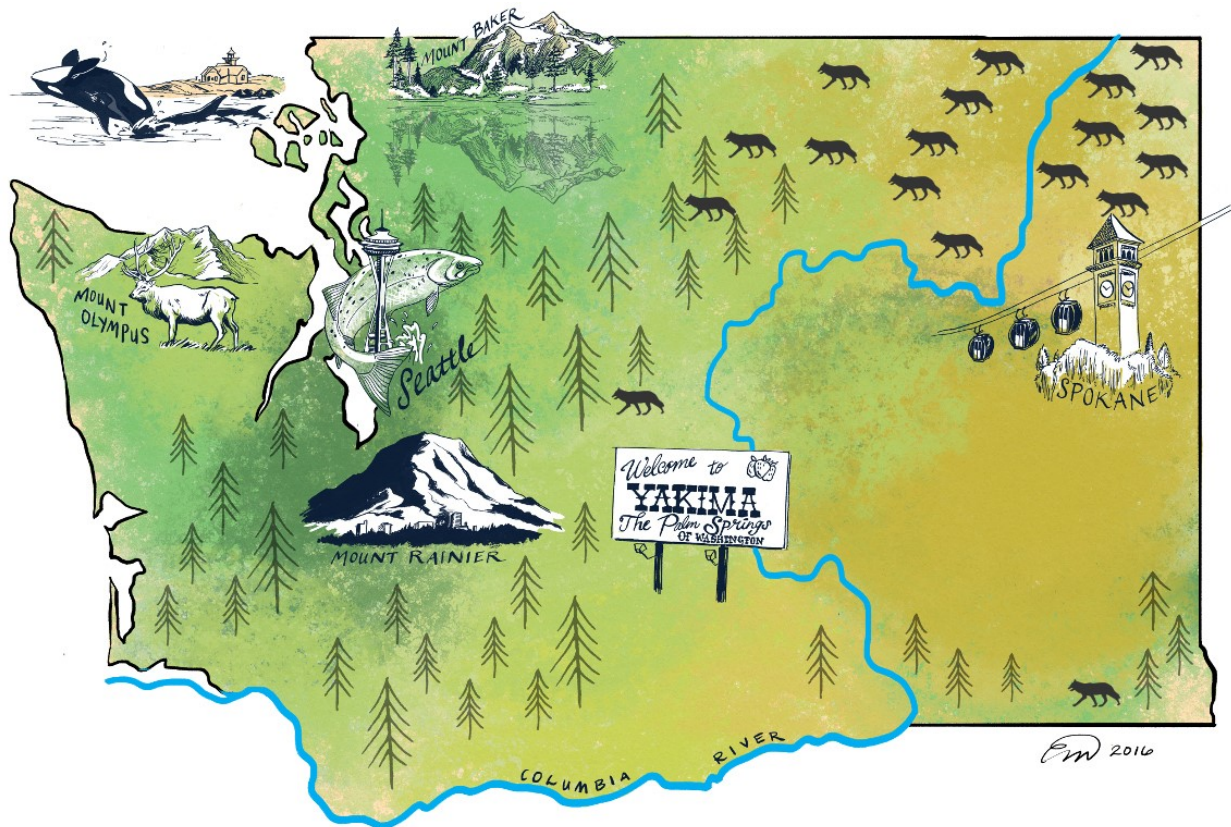 MOUNT BAKER
MOUNT
OLYMPUS
Seattle
SPOKANE
Welcome to
YAKIMA
The Palm Springs
OF WASHINGTON
MOUNT RAINIER
COLUMBIA RIVER
2016